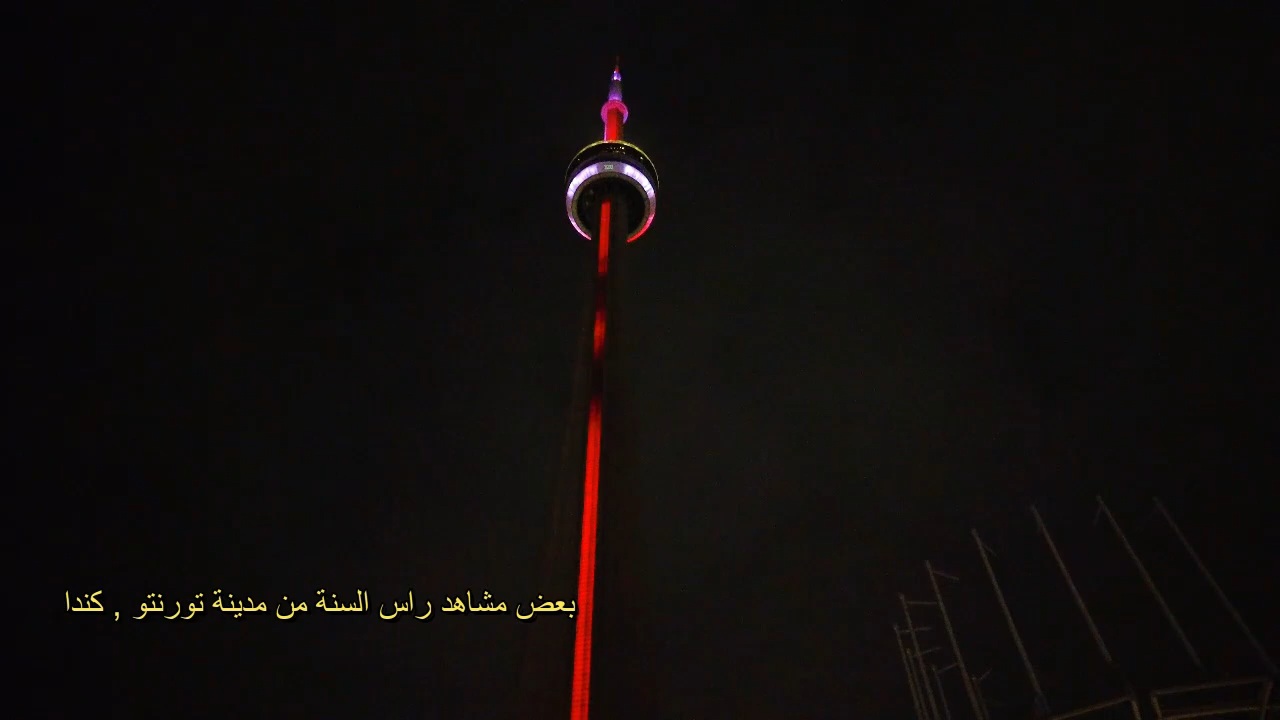 بعض مشاهد راس السنة من مدينة تورنتو , كندا